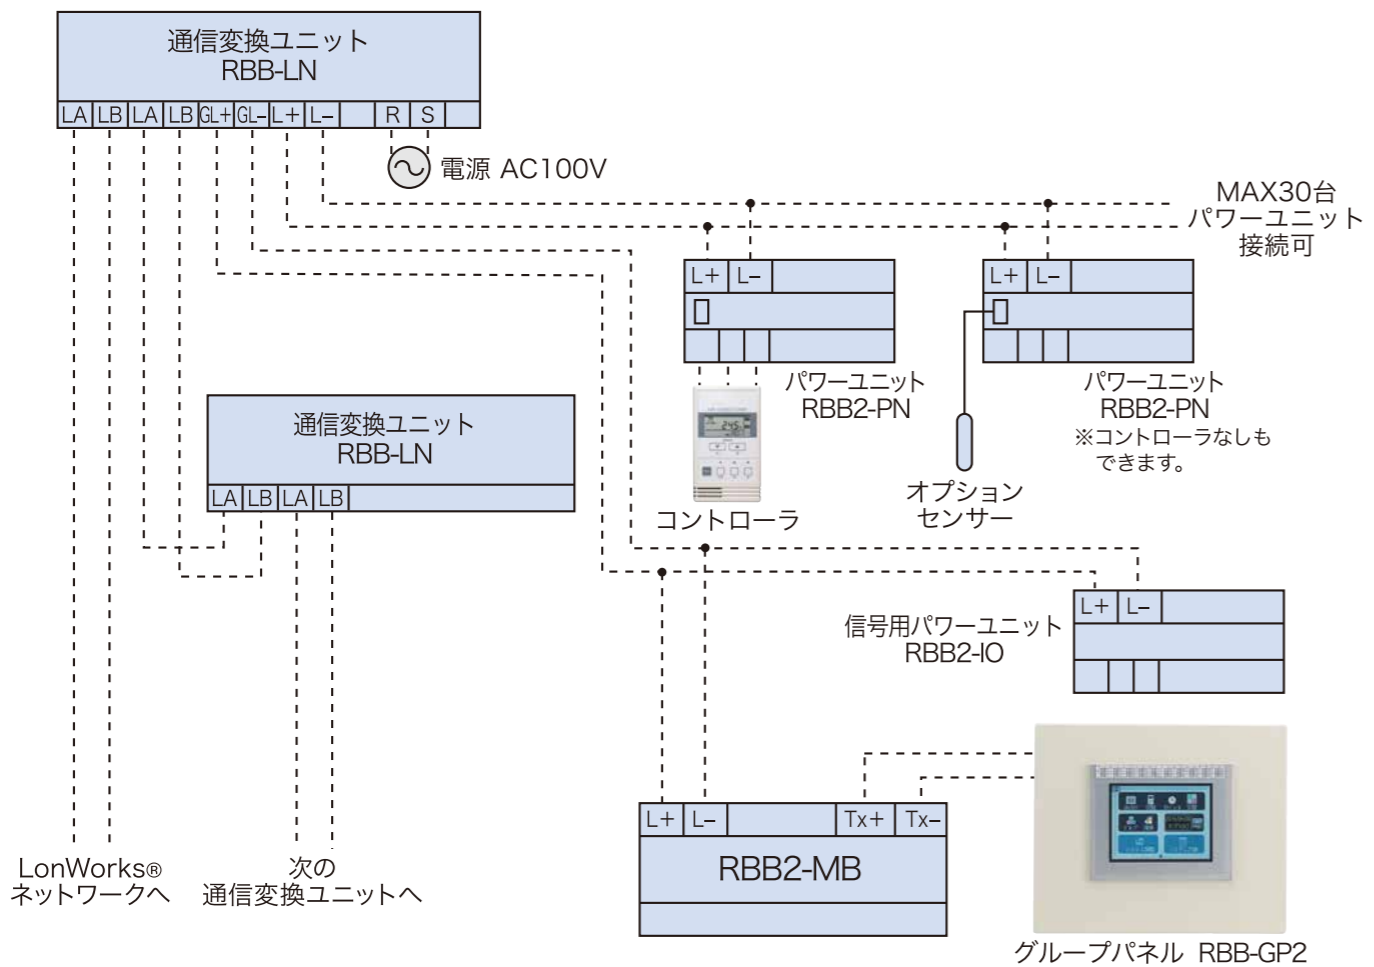 通信変換ユニット
RBB-LN
LA LB LA LB GL+ GL- L+ L- R S
電源 AC100V
MAX30台
パワーユニット
接続可
L+ L-
L+ L-
パワーユニット
RBB2-PN
パワーユニット
RBB2-PN
※コントローラなしも
できます。
コントローラ
オプション
センサー
通信変換ユニット
RBB-LN
LA LB LA LB
L+ L-
信号用パワーユニット
RBB2-IO
L+ L- Tx+ Tx-
RBB2-MB
LonWorks®
ネットワークへ
次の
通信変換ユニットへ
グループパネル RBB-GP2